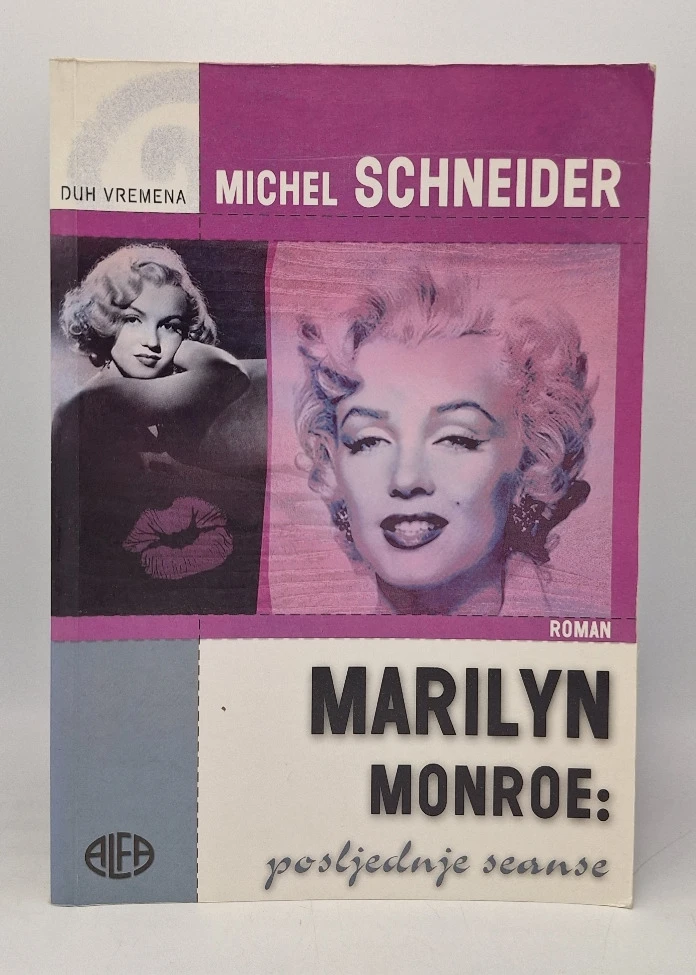 DUH VREMENA
MICHEL SCHNEIDER
ROMAN
MARILYN
MONROE:
posljednje seanse
ALFA